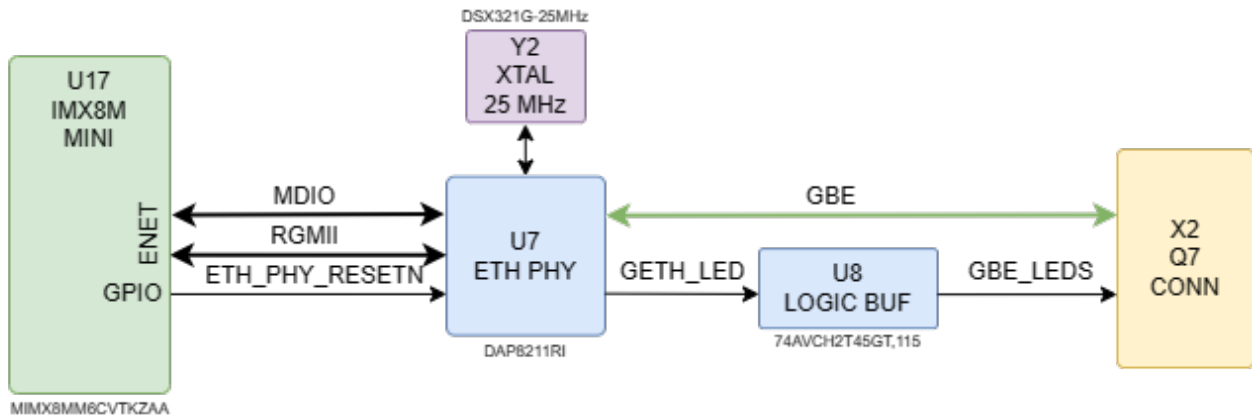 DSX321G-25MHz
Y2
XTAL
25 MHz
U17
IMX8M
MINI
ENET
GPIO
MIMX8MM6CVTKZAA
MDIO
RGMII
ETH_PHY_RESETN
U7
ETH PHY
DAP8211RI
GBE
GETH_LED
U8
LOGIC BUF
74AVCH2T45GT,115
GBE_LEDS
X2
Q7
CONN